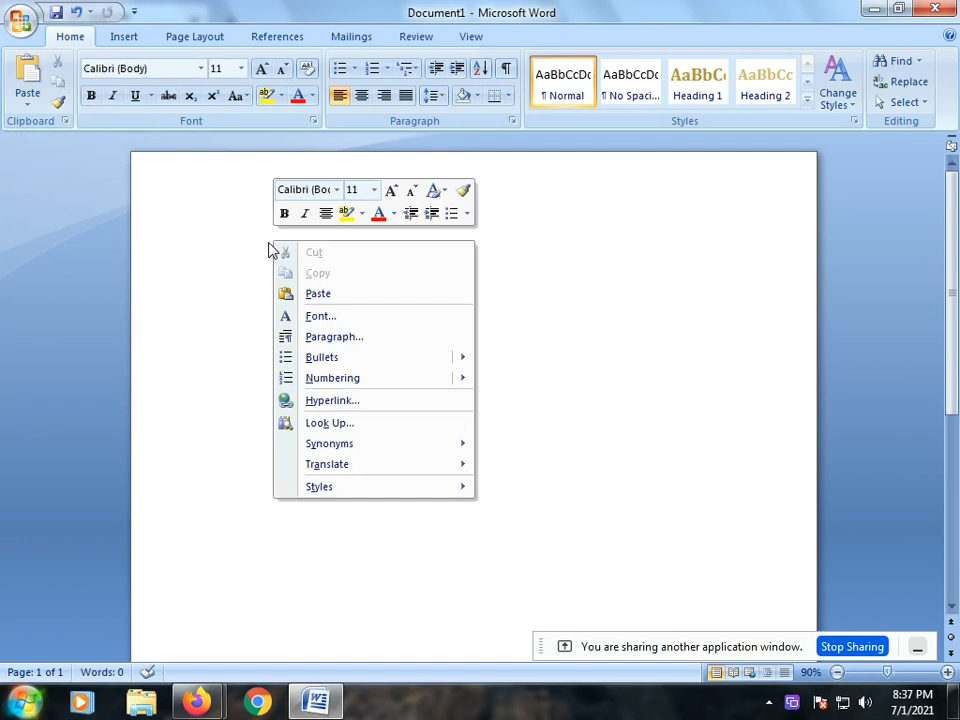 Document1 - Microsoft Word
Home Insert Page Layout References Mailings Review View
Calibri (Body) 11
Paste
Clipboard
Font
Paragraph
AaBbCcDc ¶ Normal
AaBbCcDc ¶ No Spaci...
AaBbCc Heading 1
AaBbCc Heading 2
Change Styles
Styles
Find
Replace
Select
Editing
Calibri (Boc 11
Cut
Copy
Paste
Font...
Paragraph...
Bullets
Numbering
Hyperlink...
Look Up...
Synonyms
Translate
Styles
You are sharing another application window. Stop Sharing
Page: 1 of 1 Words: 0 90%
8:37 PM
7/1/2021